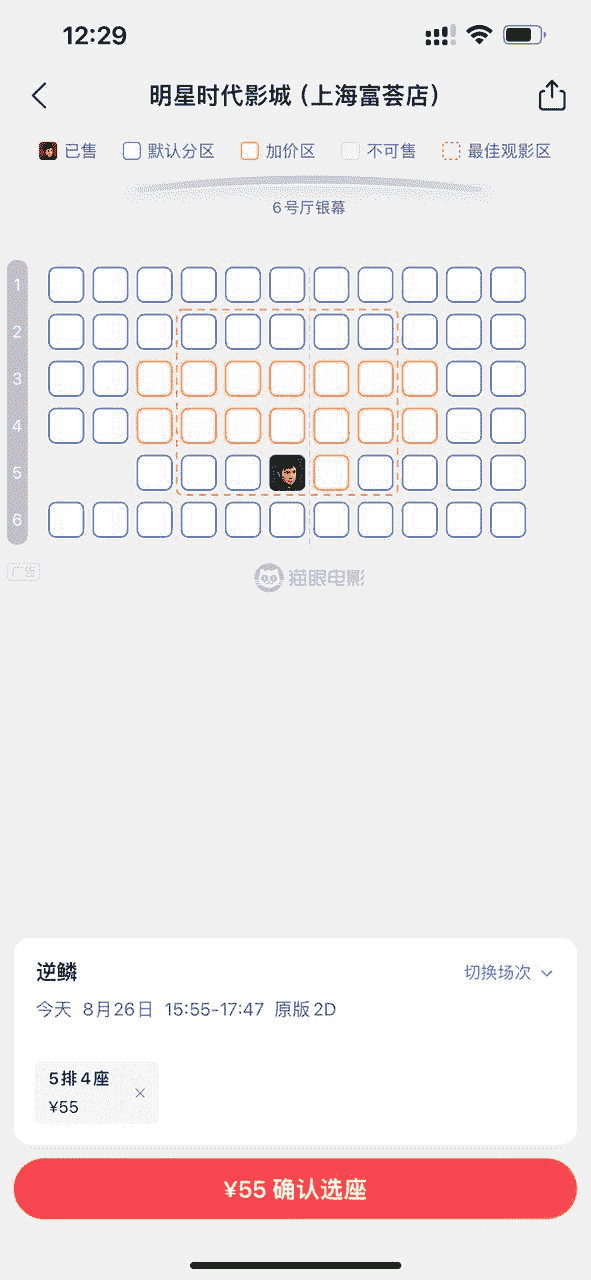 12:29
明星时代影城（上海富荟店）
已售 默认分区 加价区 不可售 最佳观影区
6号厅银幕
1
2
3
4
5
6
广告
猫眼电影
逆鳞 切换场次
今天 8月26日 15:55-17:47 原版2D
5排4座
¥55
¥55 确认选座